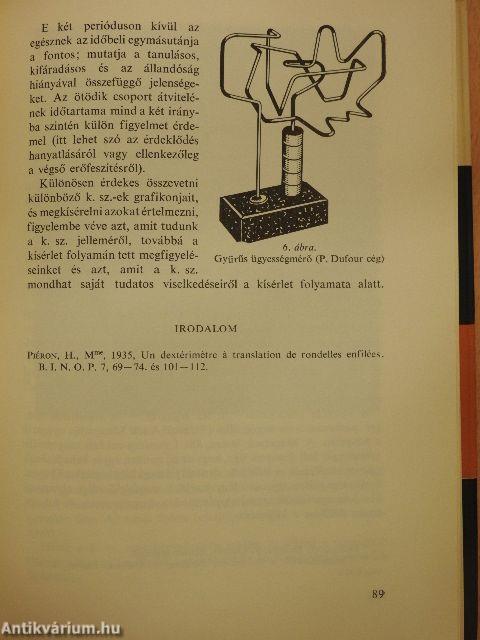 E két perióduson kívül az
egésznek az időbeli egymásutánja
a fontos; mutatja a tanulásos,
kifáradásos és az állandóság
hiányával összefüggő jelensége-
ket. Az ötödik csoport átvitelé-
nek időtartama mind a két irány-
ba szintén külön figyelmet érde-
mel (itt lehet szó az érdeklődés
hanyatlásáról vagy ellenkezőleg
a végső erőfeszítésről).
Különösen érdekes összevetni
különböző k. sz.-ek grafikonjait,
és megkísérelni azokat értelmezni,
figyelembe véve azt, amit tudunk
a k. sz. jelleméről, továbbá a
kísérlet folyamán tett megfigyelé-
seinket és azt, amit a k. sz.
mondhat saját tudatos viselkedéseiről a kísérlet folyamata alatt.
6. ábra.
Gyűrűs ügyességmérő (P. Dufour cég)
IRODALOM
PIÉRON, H., Mme, 1935, Un dextérimètre à translation de rondelles enfilées.
B. I. N. O. P. 7, 69—74. és 101—112.
89
Antikvárium.hu